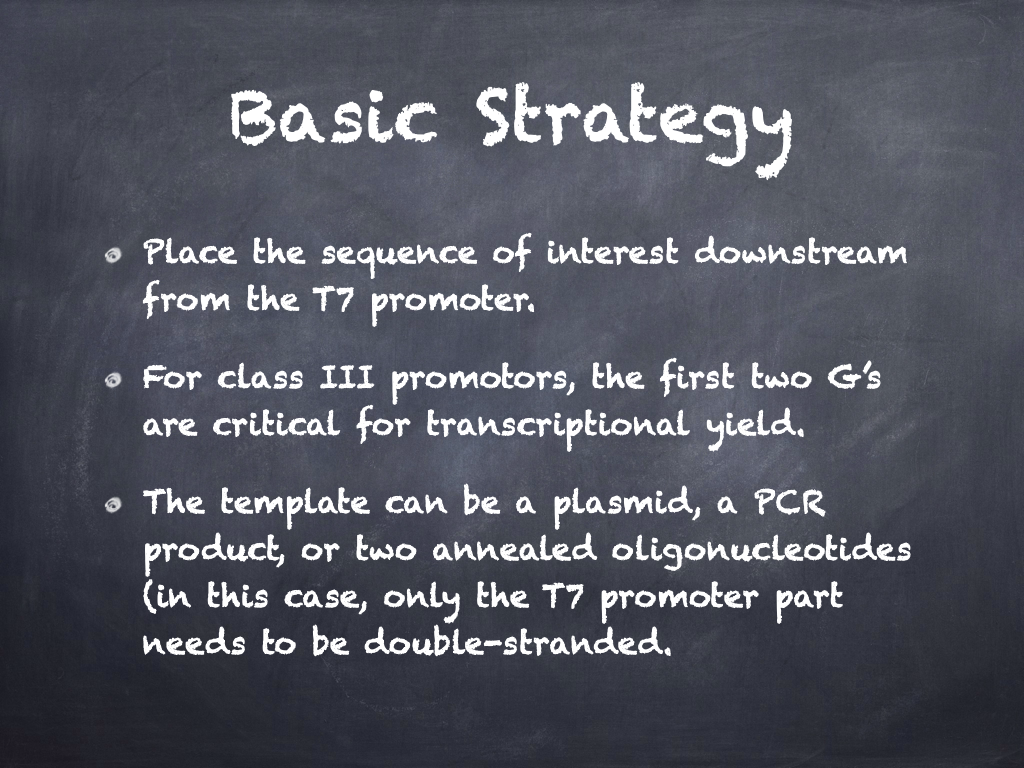 Basic Strategy
Place the sequence of interest downstream
from the T7 promoter.
For class III promotors, the first two G's
are critical for transcriptional yield.
The template can be a plasmid, a PCR
product, or two annealed oligonucleotides
(in this case, only the T7 promoter part
needs to be double-stranded.